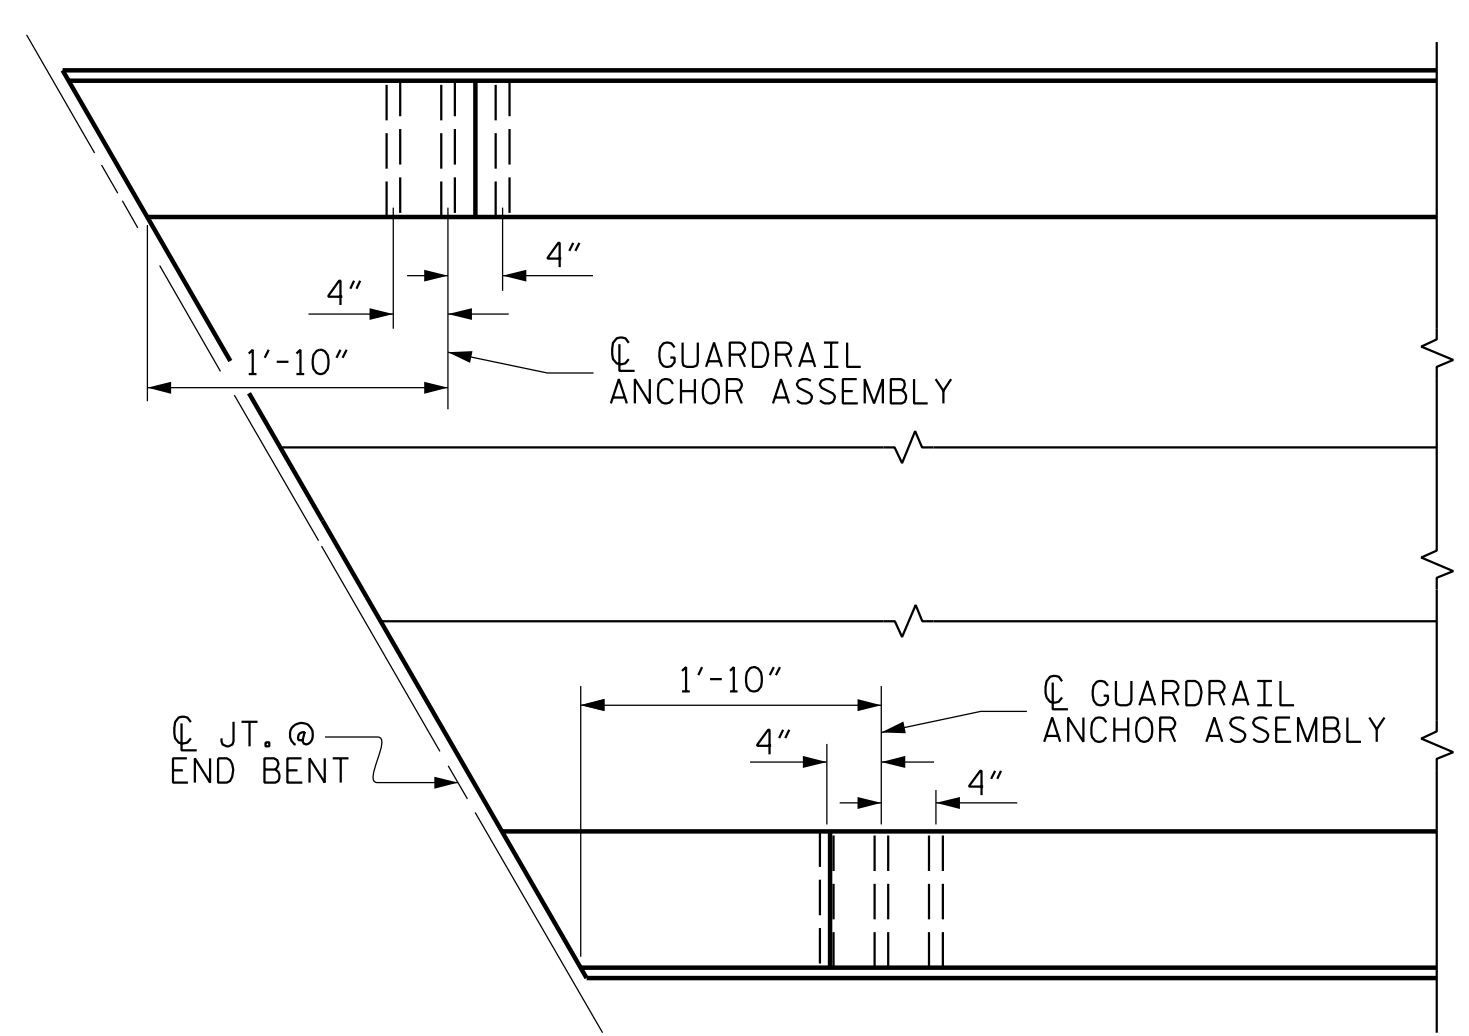 4"
4"
1'-10"
℄ GUARDRAIL
ANCHOR ASSEMBLY
1'-10"
℄ GUARDRAIL
ANCHOR ASSEMBLY
℄ JT. @
END BENT
4"
4"